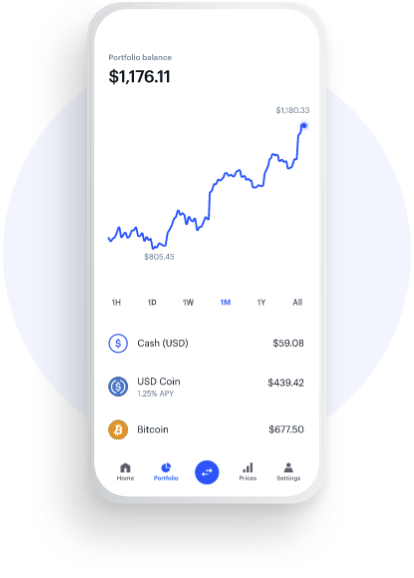 Portfolio balance
$1,176.11
$1,180.33
$805.45
1H 1D 1W 1M 1Y All
Cash (USD) $59.08
USD Coin $439.42
1.25% APY
Bitcoin $677.50
Home Portfolio Prices Settings